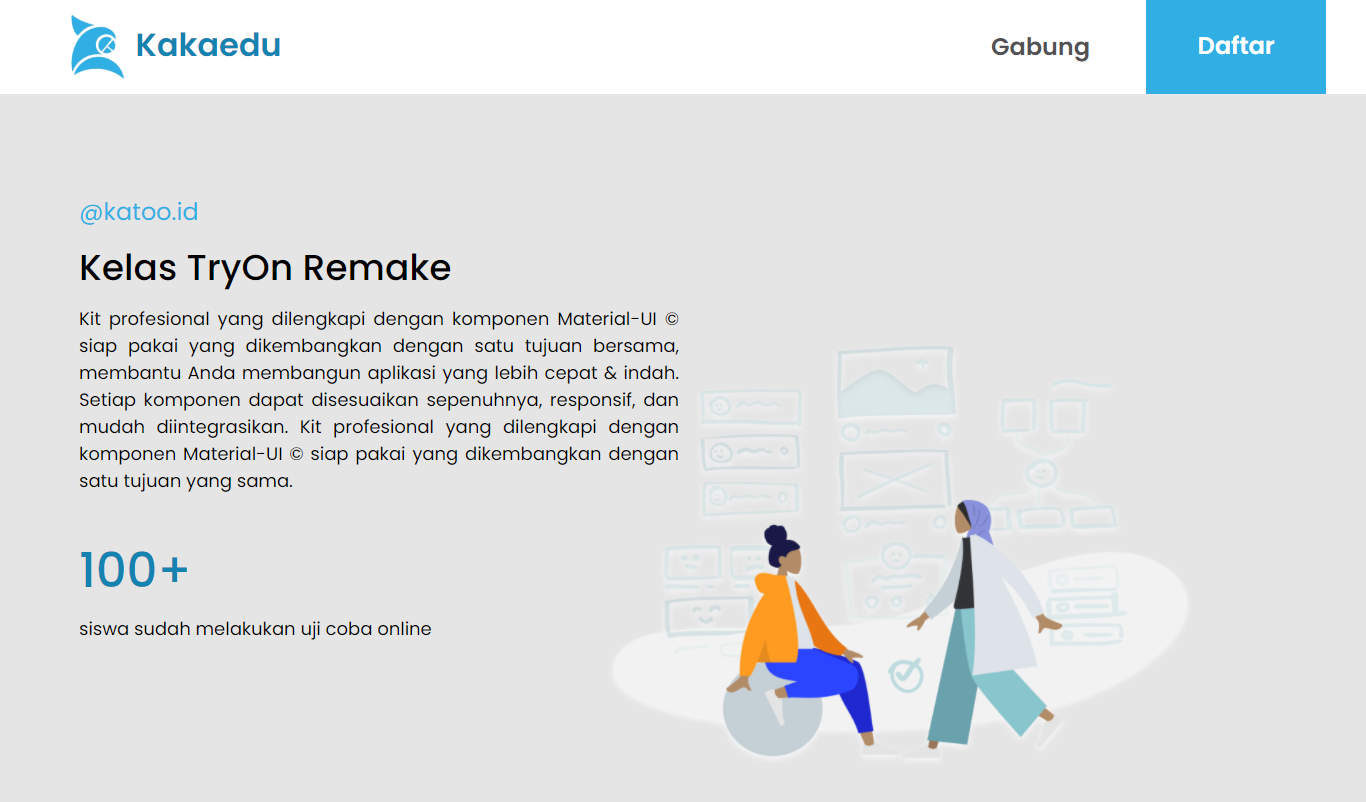 Kakaedu
Gabung
Daftar
@katoo.id
Kelas TryOn Remake
Kit profesional yang dilengkapi dengan komponen Material-UI ©
siap pakai yang dikembangkan dengan satu tujuan bersama,
membantu Anda membangun aplikasi yang lebih cepat & indah.
Setiap komponen dapat disesuaikan sepenuhnya, responsif, dan
mudah diintegrasikan. Kit profesional yang dilengkapi dengan
komponen Material-UI © siap pakai yang dikembangkan dengan
satu tujuan yang sama.
100+
siswa sudah melakukan uji coba online